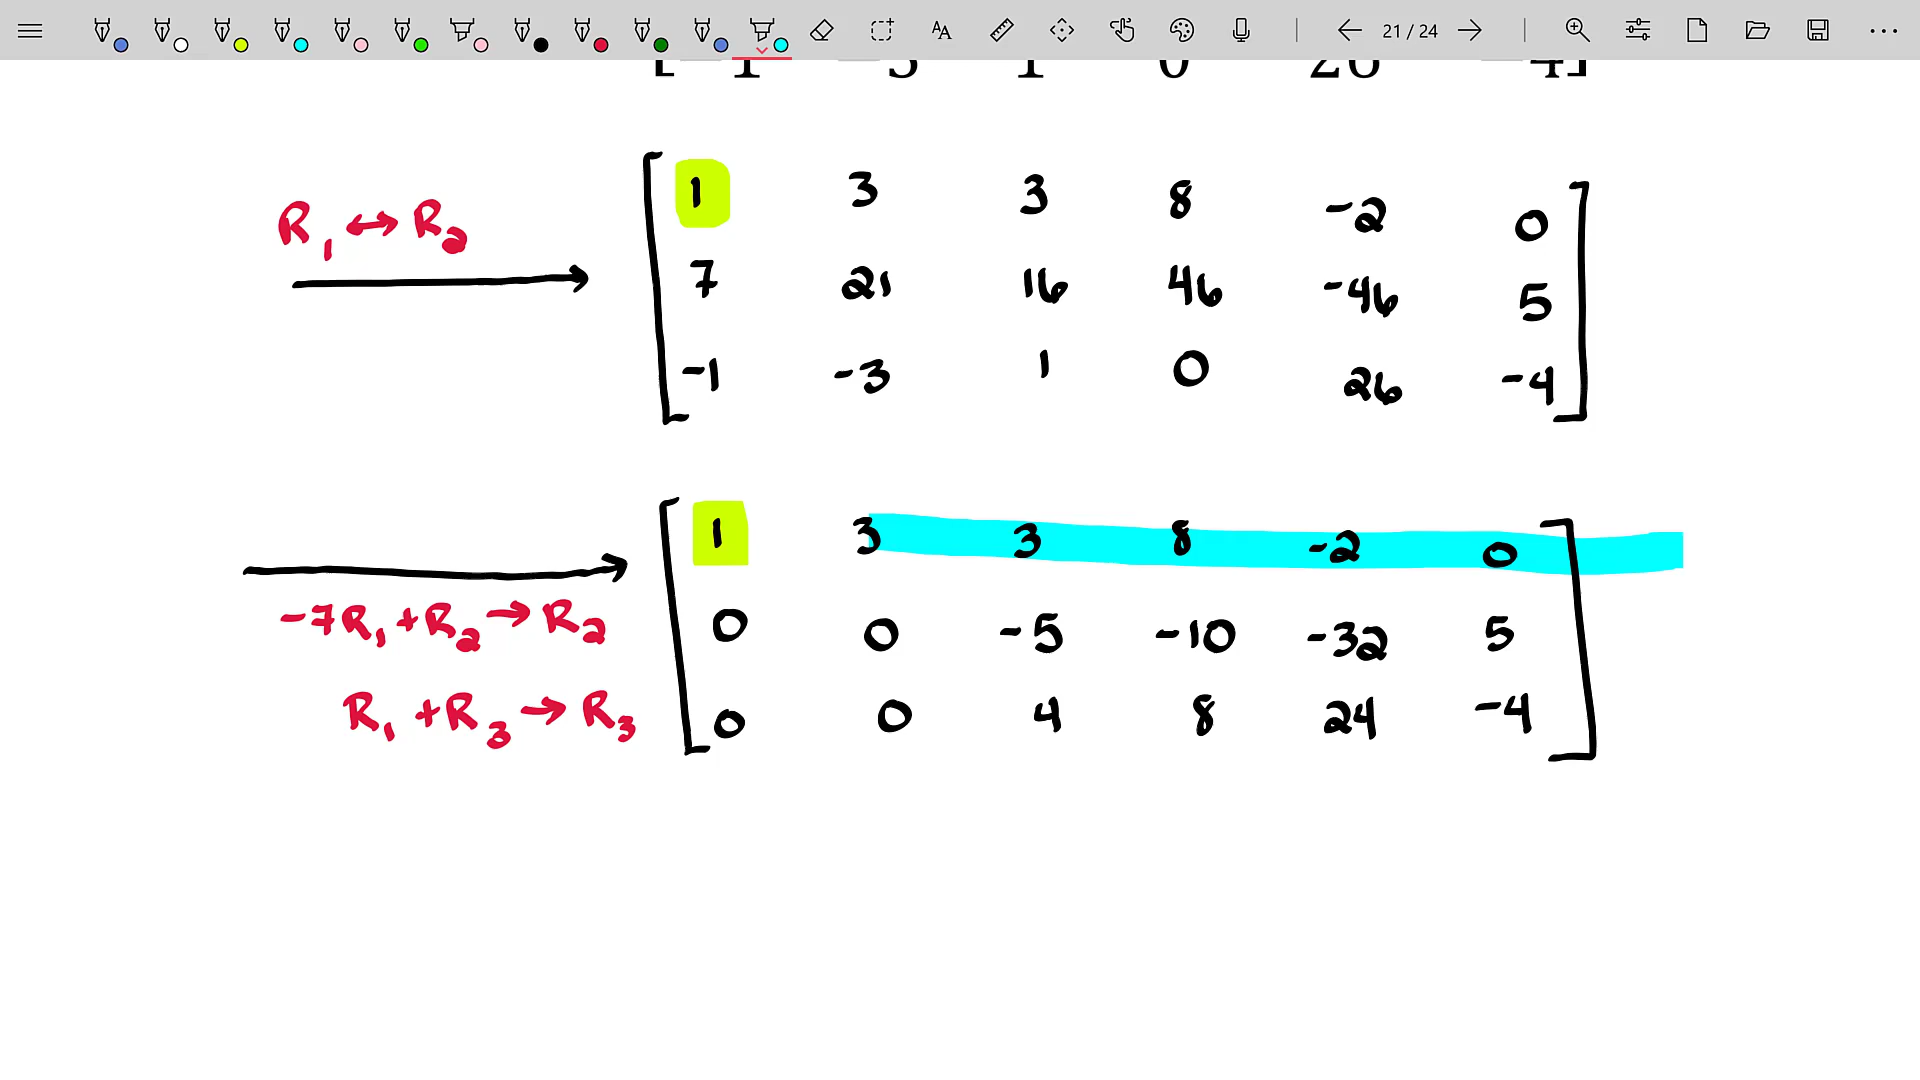 21 / 24
1 3 3 8 -2 0
R1 ↔ R2
7 21 16 46 -46 5
-1 -3 1 0 26 -4
1 3 3 8 -2 0
-7R1 + R2 → R2
0 0 -5 -10 -32 5
R1 + R3 → R3
0 0 4 8 24 -4